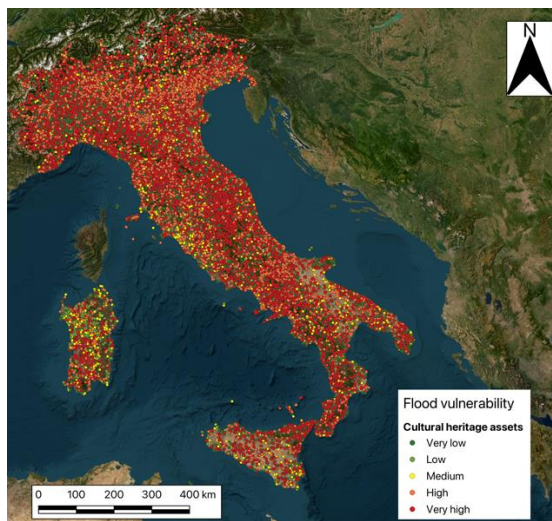 N
Flood vulnerability
Cultural heritage assets
Very low
Low
Medium
High
Very high
0 100 200 300 400 km